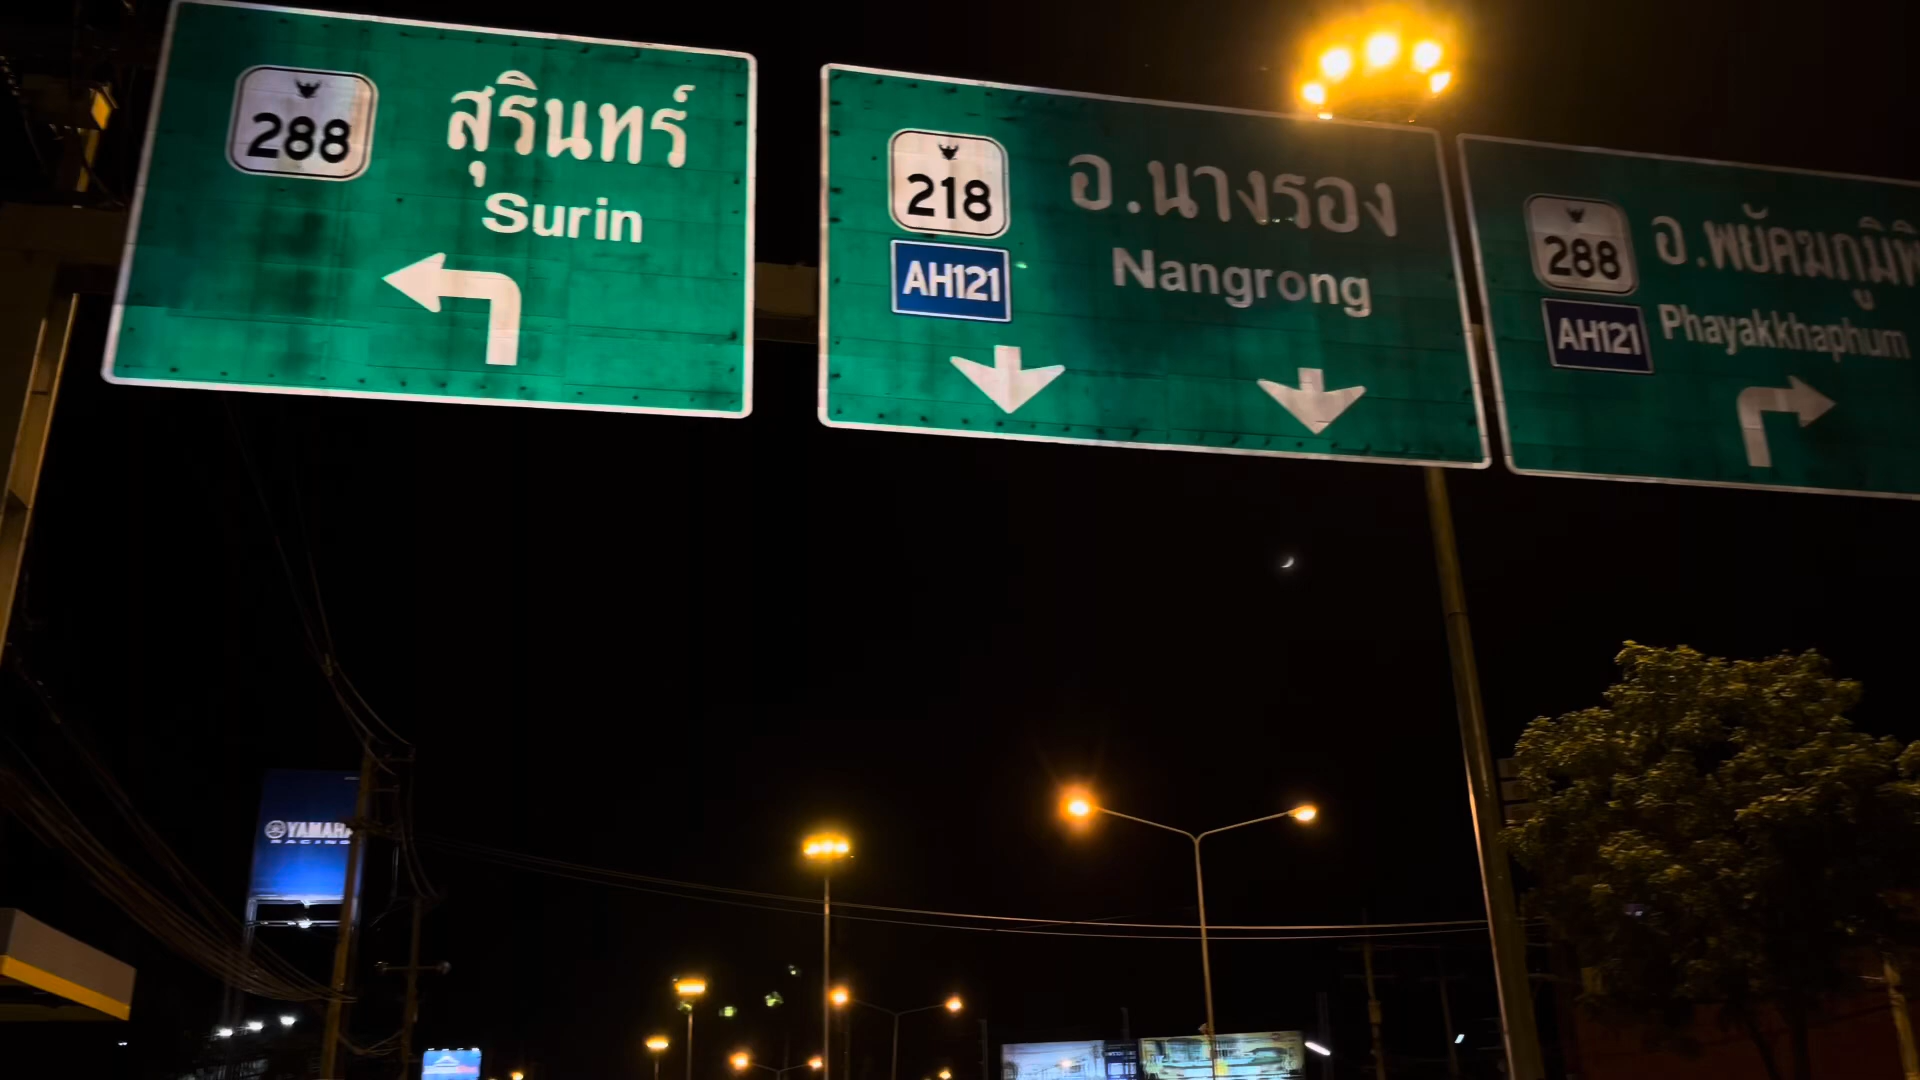 288
สุรินทร์
Surin
218
AH121
อ.นางรอง
Nangrong
288
AH121
Phayakkhaphum
YAMAHA
RACING